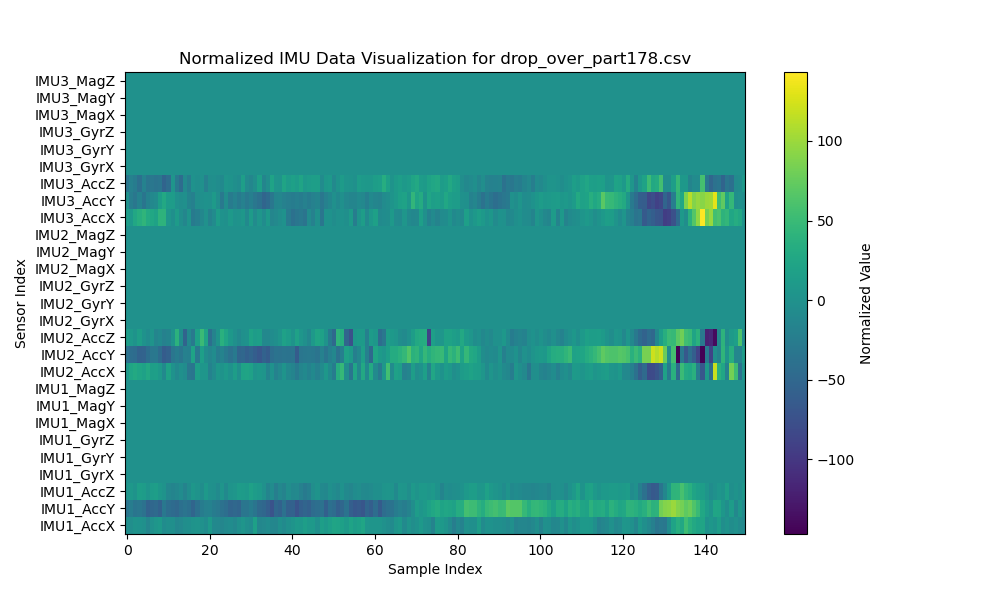 Normalized IMU Data Visualization for drop_over_part178.csv
Sensor Index
IMU3_MagZ
IMU3_MagY
IMU3_MagX
IMU3_GyrZ
IMU3_GyrY
IMU3_GyrX
IMU3_AccZ
IMU3_AccY
IMU3_AccX
IMU2_MagZ
IMU2_MagY
IMU2_MagX
IMU2_GyrZ
IMU2_GyrY
IMU2_GyrX
IMU2_AccZ
IMU2_AccY
IMU2_AccX
IMU1_MagZ
IMU1_MagY
IMU1_MagX
IMU1_GyrZ
IMU1_GyrY
IMU1_GyrX
IMU1_AccZ
IMU1_AccY
IMU1_AccX
0 20 40 60 80 100 120 140
Sample Index
100
50
0
−50
−100
Normalized Value